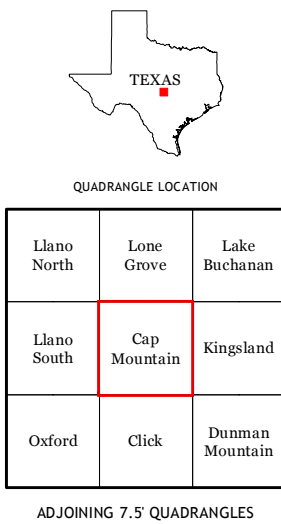 TEXAS
QUADRANGLE LOCATION
Llano
North
Lone
Grove
Lake
Buchanan
Llano
South
Cap
Mountain
Kingsland
Oxford
Click
Dunman
Mountain
ADJOINING 7.5' QUADRANGLES